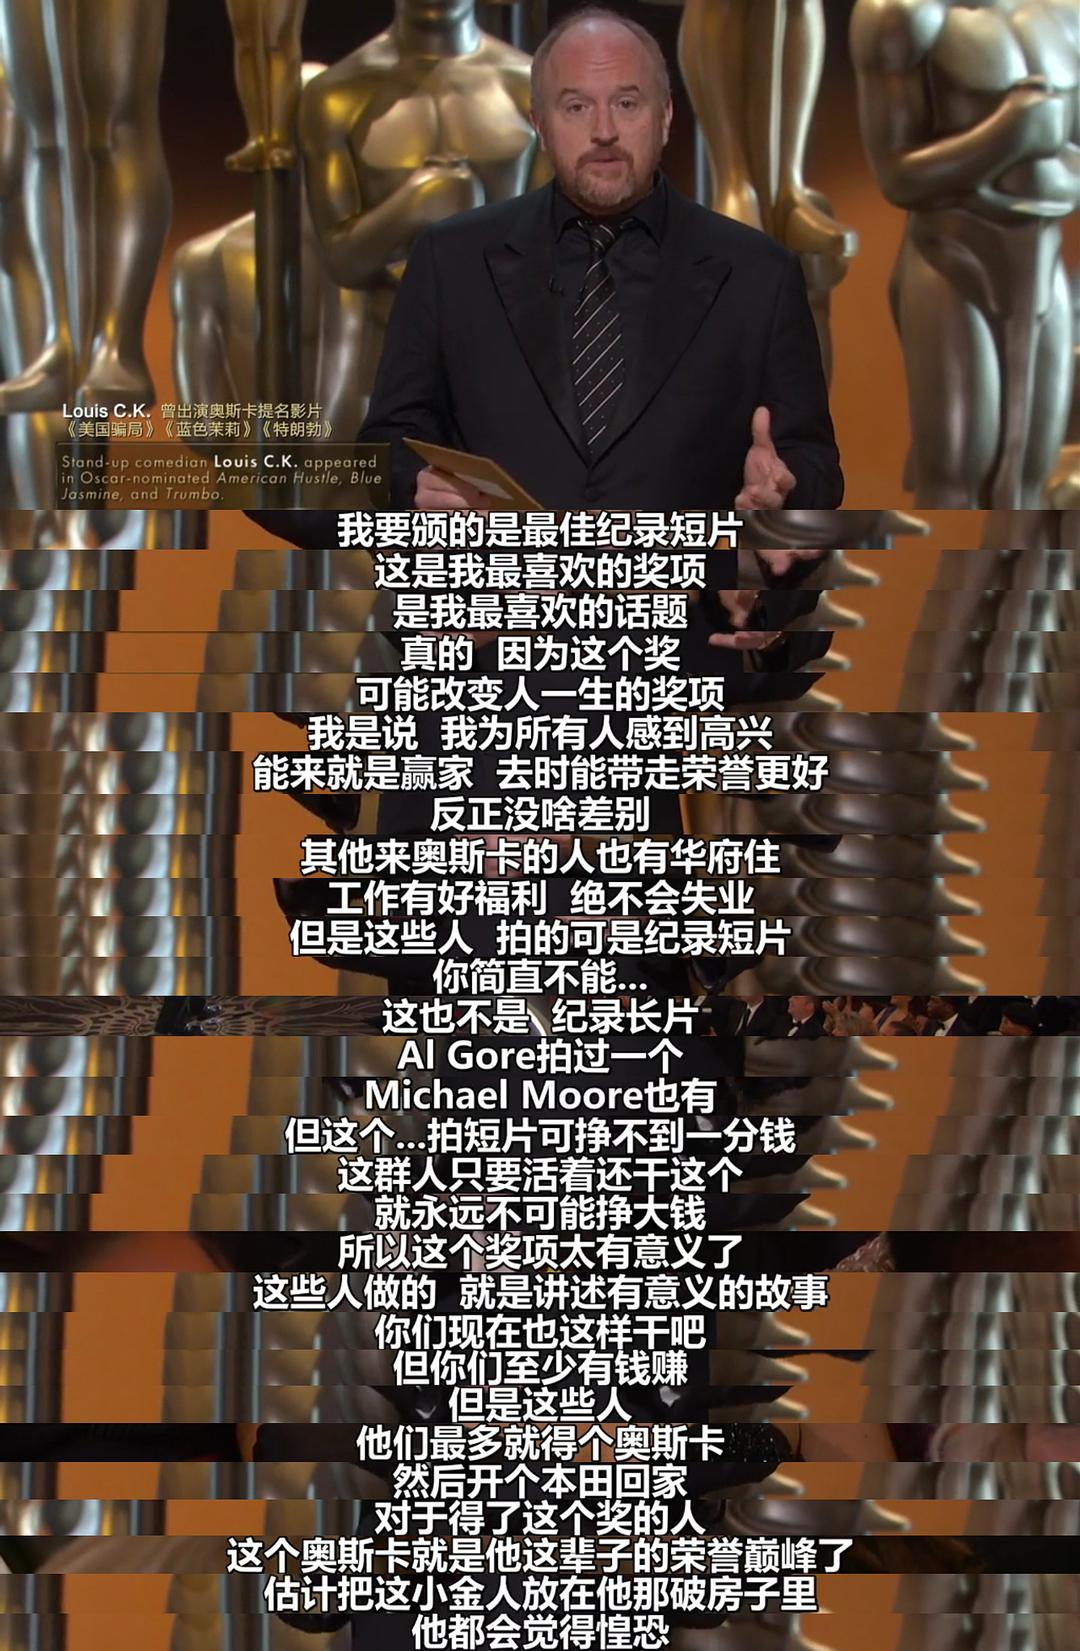 Louis C.K. 曾出演奥斯卡提名影片
《美国骗局》《蓝色茉莉》《特朗勃》
Stand-up comedian Louis C.K. appeared
in Oscar-nominated American Hustle, Blue
Jasmine, and Trumbo.
我要颁的是最佳纪录短片
这是我最喜欢的奖项
是我最喜欢的话题
真的 因为这个奖
可能改变人一生的奖项
我是说 我为所有人感到高兴
能来就是赢家 去时能带走荣誉更好
反正没啥差别
其他来奥斯卡的人也有华府住
工作有好福利 绝不会失业
但是这些人 拍的可是纪录短片
你简直不能...
这也不是 纪录长片
Al Gore拍过一个
Michael Moore也有
但这个...拍短片可挣不到一分钱
这群人只要活着还干这个
就永远不可能挣大钱
所以这个奖项太有意义了
这些人做的 就是讲述有意义的故事
你们现在也这样干吧
但你们至少有钱赚
但是这些人
他们最多就得个奥斯卡
然后开个本田回家
对于得了这个奖的人
这个奥斯卡就是他这辈子的荣誉巅峰了
估计把这小金人放在他那破房子里
他都会觉得惶恐